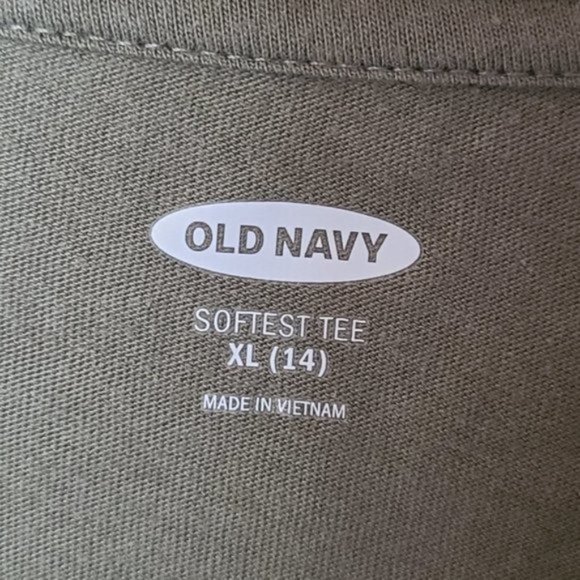 OLD NAVY
SOFTEST TEE
XL (14)
MADE IN VIETNAM